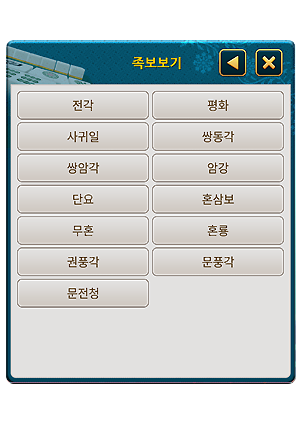 족보보기
전각 평화
사귀일 쌍동각
쌍암각 암강
단요 혼삼보
무혼 혼룡
권풍각 문풍각
문전청